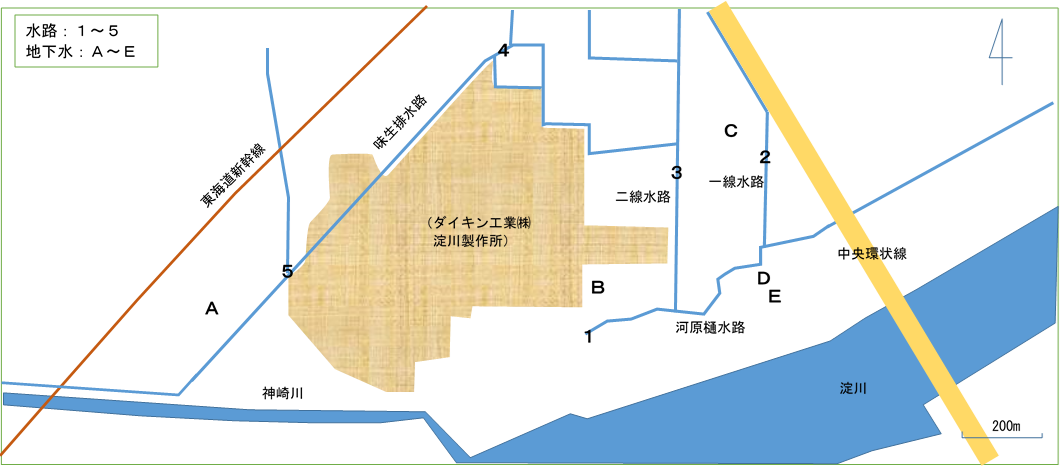 水路：１～５
地下水：Ａ～Ｅ
4
味生排水路
東海道新幹線
C
2
3
一線水路
二線水路
（ダイキン工業㈱
淀川製作所）
中央環状線
5
D
B
E
A
河原樋水路
1
淀川
神崎川
200m